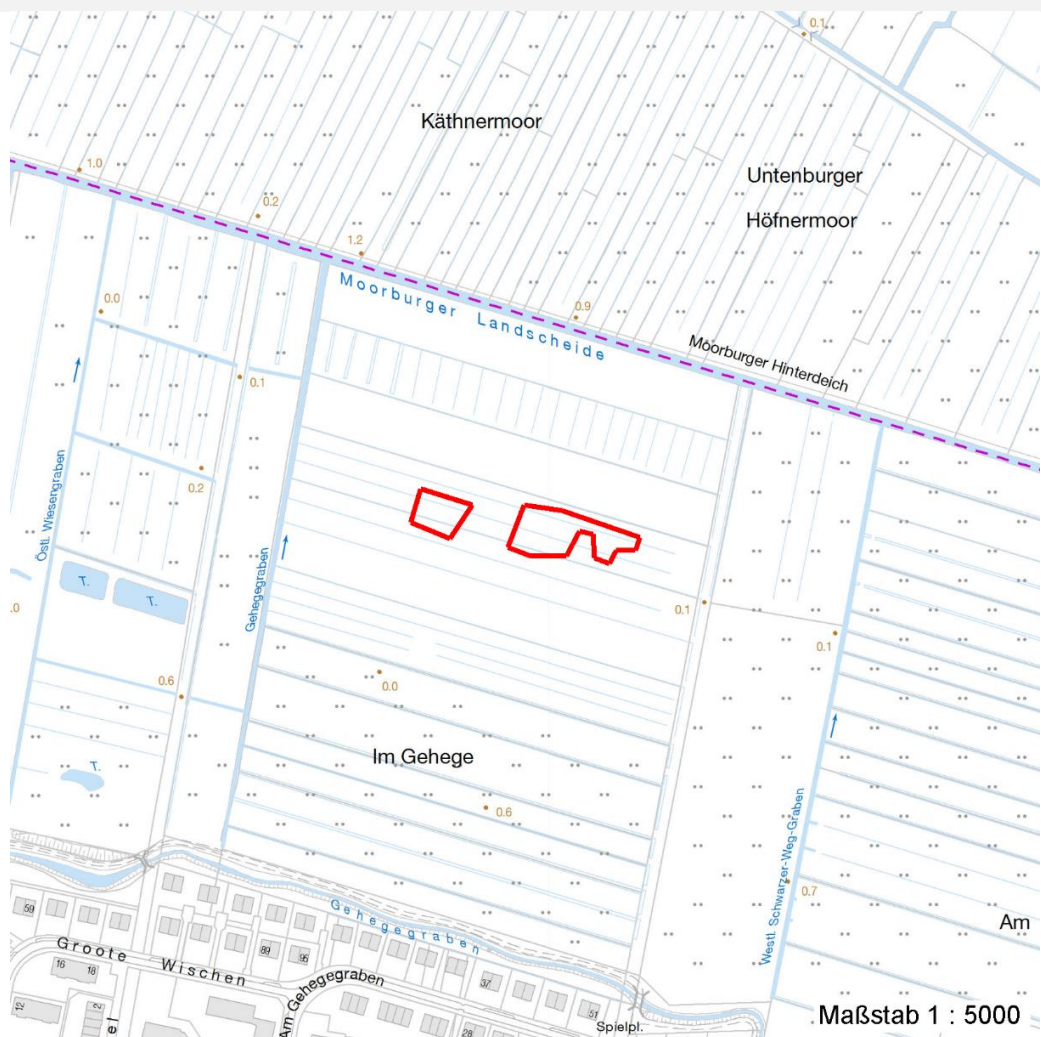 0.1
Käthnermoor
1.0
Untenburger
0.2
Höfnermoor
1.2
0.0
Moorburger Landscheide
0.9
Moorburger Hinterdeich
0.1
0.2
Östl. Wiesengraben
Gehegegraben
T.
T.
.0
0.1
0.1
0.6
0.0
Im Gehege
T.
0.6
Westl. Schwarzer-Weg-Graben
0.7
59
Gehegegraben
Am
Groote Wischen
89
95
16
18
Am Gehegegraben
37
12
2
el
51
28
Spielpl.
Maßstab 1 : 5000